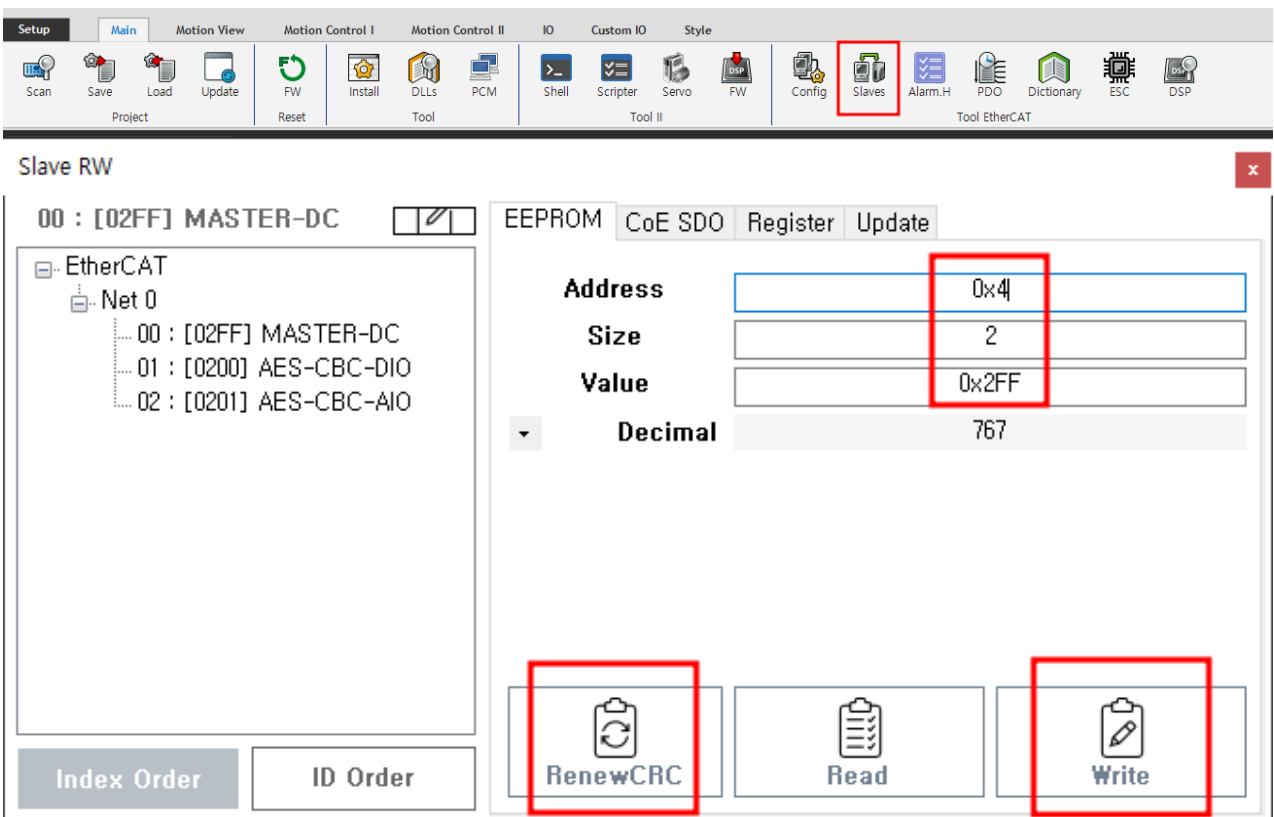 Setup Main Motion View Motion Control I Motion Control II IO Custom IO Style
Scan Save Load Update FW Install DLLs PCM Shell Scripter Servo DSP FW Config Slaves Alarm.H PDO Dictionary ESC DSP
Project Reset Tool Tool II Tool EtherCAT
Slave RW x
00 : [02FF] MASTER-DC
EEPROM CoE SDO Register Update
EtherCAT
Net 0
00 : [02FF] MASTER-DC
01 : [0200] AES-CBC-DIO
02 : [0201] AES-CBC-AIO
Address 0x4
Size 2
Value 0x2FF
Decimal 767
Index Order ID Order
RenewCRC Read Write